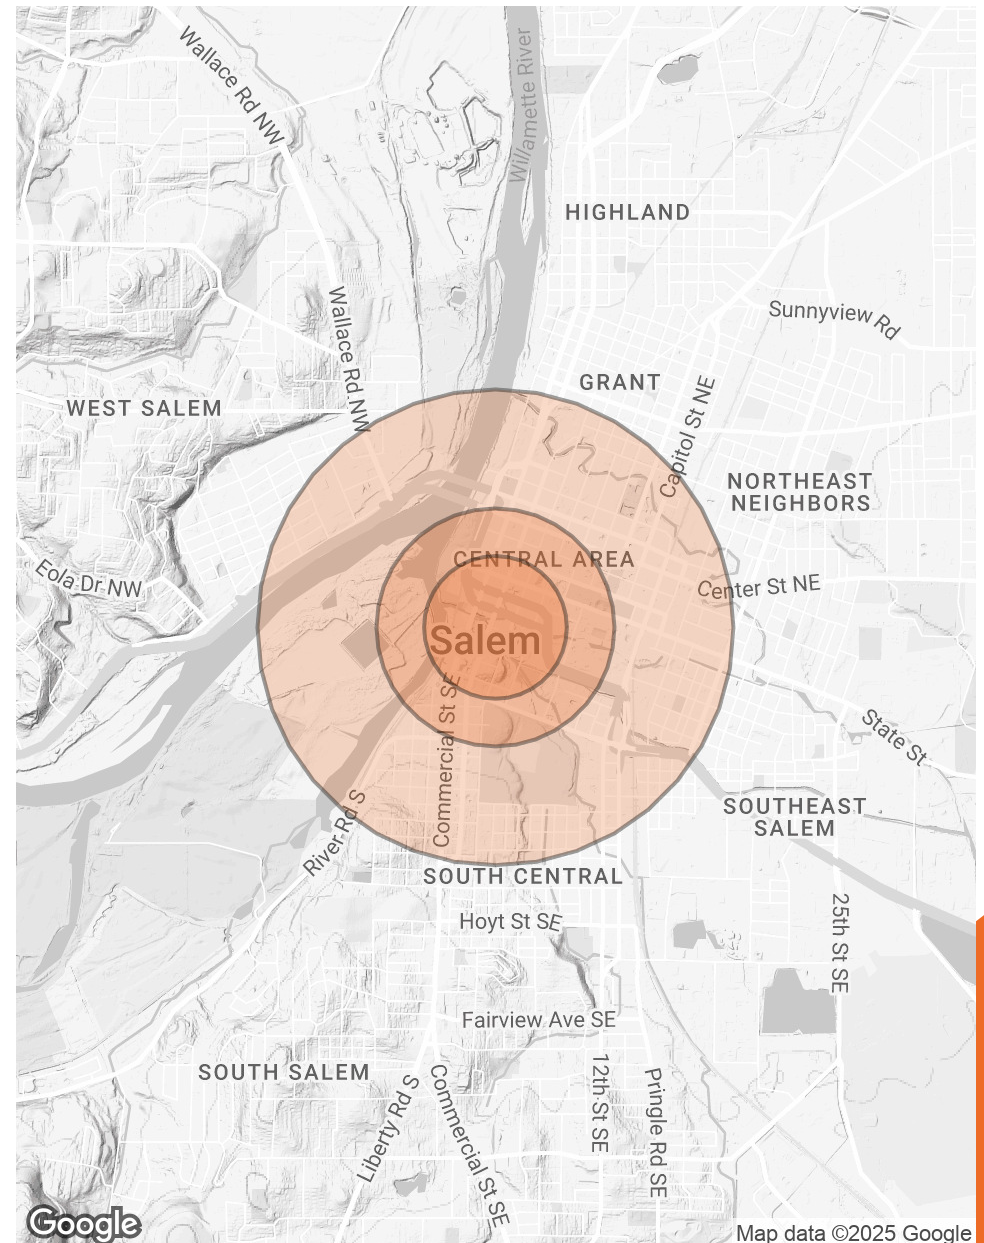 Wallace Rd NW
Willamette River
HIGHLAND
Wallace Rd NW
Sunnyview Rd
GRANT
Capitol St NE
WEST SALEM
NORTHEAST
NEIGHBORS
CENTRAL AREA
Eola Dr NW
Center St NE
Salem
Commercial St SE
State St
River Rd S
SOUTHEAST
SALEM
SOUTH CENTRAL
Hoyt St SE
25th St SE
Fairview Ave SE
SOUTH SALEM
Liberty Rd S
Commercial St SE
12th St SE
Pringle Rd SE
Google
Map data ©2025 Google